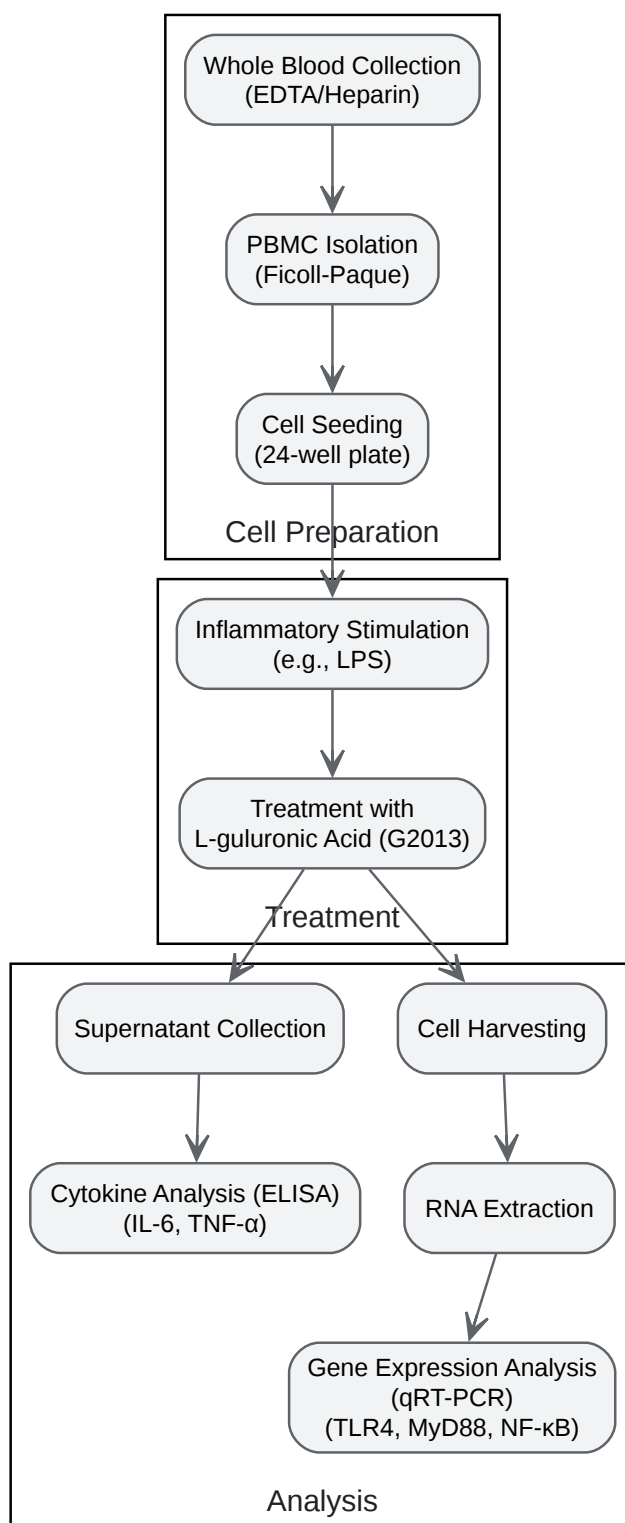 Whole Blood Collection
(EDTA/Heparin)
PBMC Isolation
(Ficoll-Paque)
Cell Seeding
(24-well plate)
Cell Preparation
Inflammatory Stimulation
(e.g., LPS)
Treatment with
L-guluronic Acid (G2013)
Treatment
Supernatant Collection
Cell Harvesting
Cytokine Analysis (ELISA)
(IL-6, TNF-α)
RNA Extraction
Gene Expression Analysis
(qRT-PCR)
(TLR4, MyD88, NF-κB)
Analysis